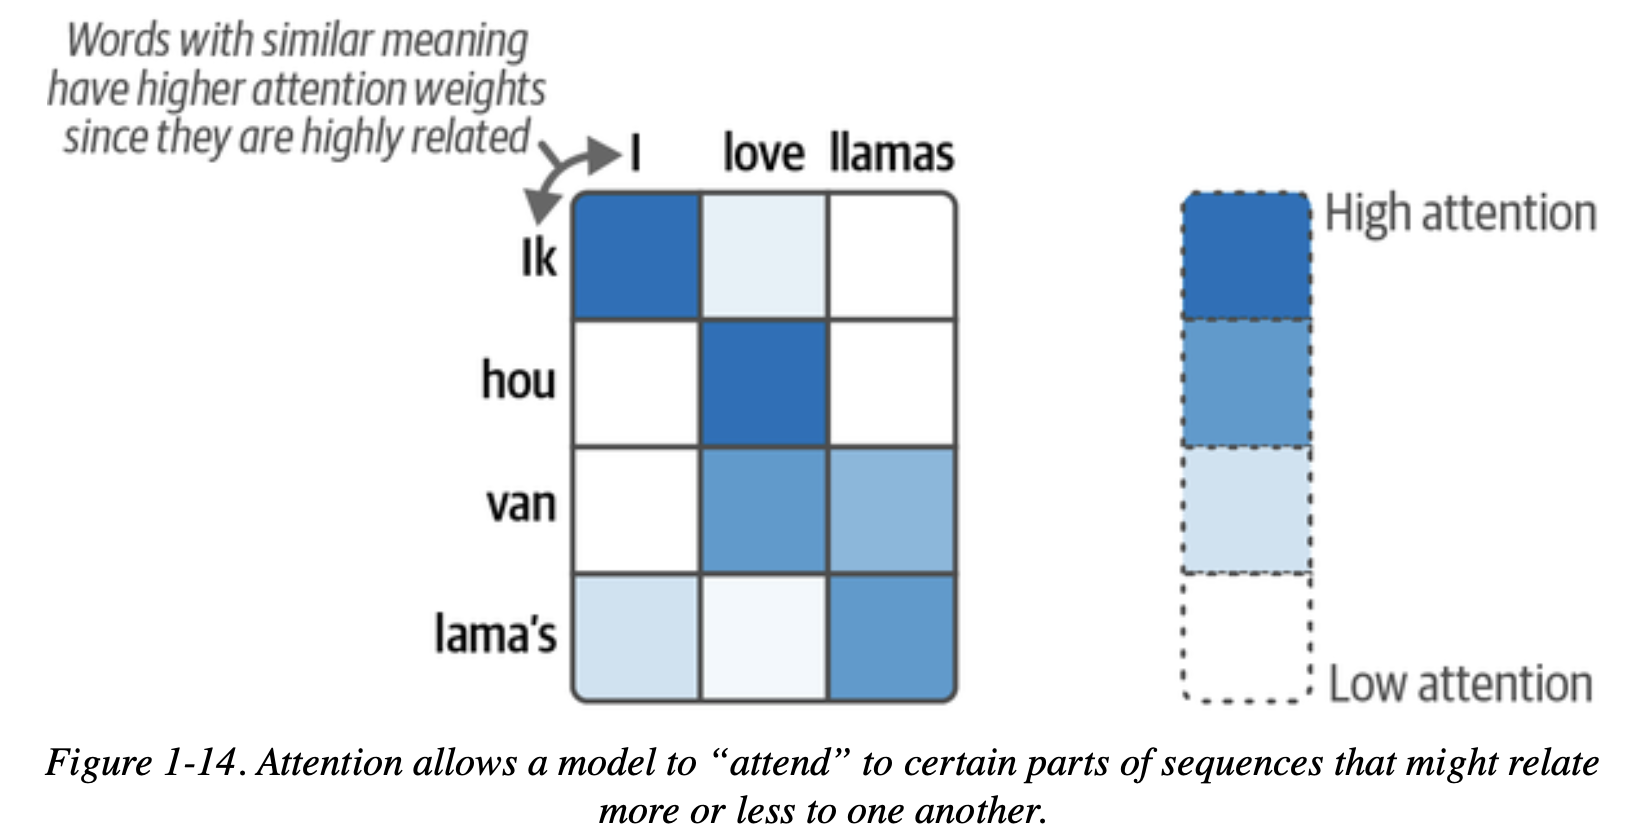 Words with similar meaning
have higher attention weights
since they are highly related
I love llamas
Ik
hou
van
lama's
High attention
Low attention
Figure 1-14. Attention allows a model to “attend” to certain parts of sequences that might relate
more or less to one another.